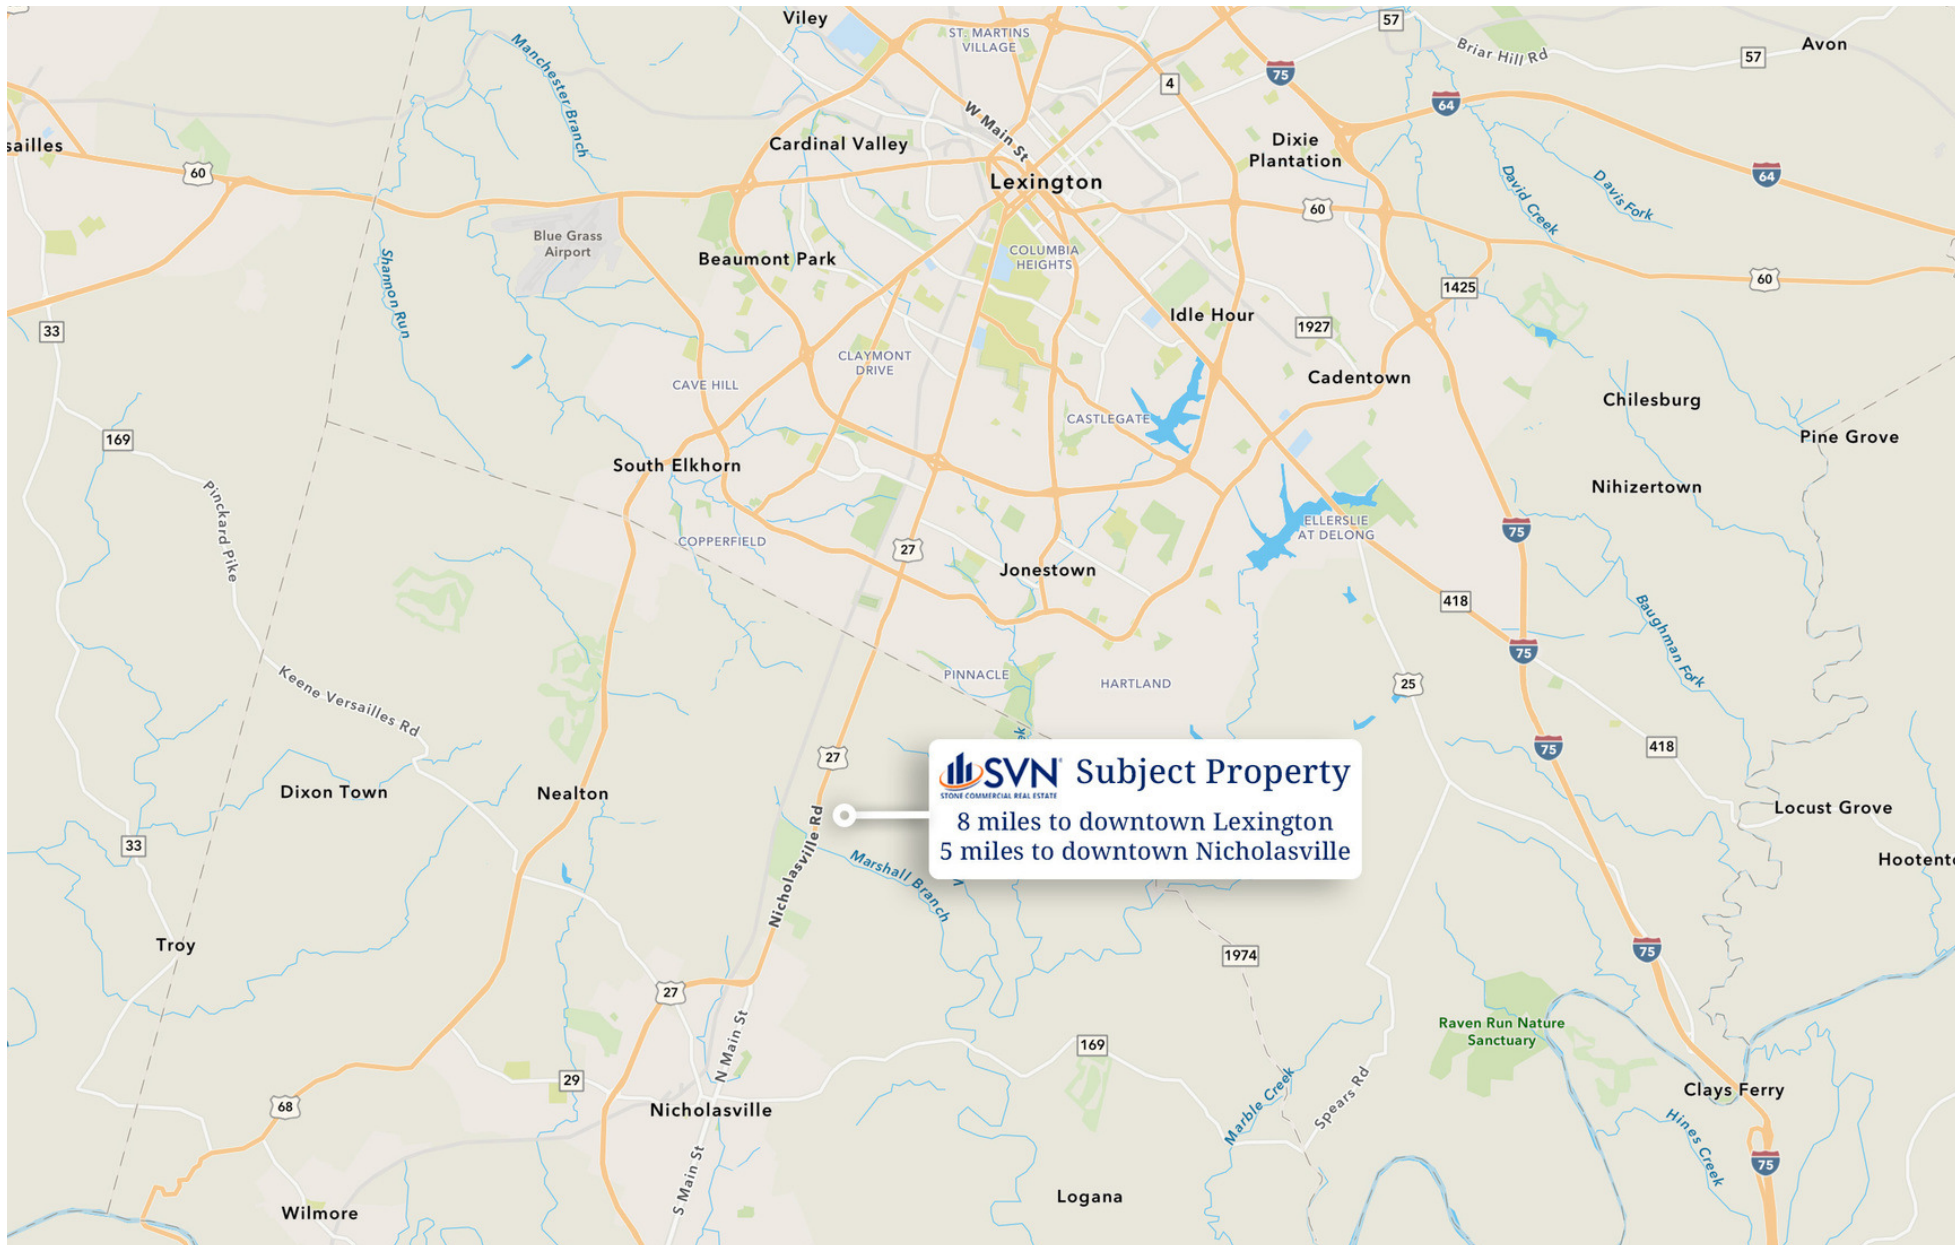 Viley
ST. MARTINS
VILLAGE
57
Briar Hill Rd
57
Avon
Manchester Branch
4
75
64
W Main St
sailles
Cardinal Valley
Dixie
Plantation
60
Lexington
64
David Creek
Davis Fork
60
Blue Grass
Airport
Beaumont Park
COLUMBIA
HEIGHTS
Shannon Run
60
1425
33
Idle Hour
1927
CLAYMONT
DRIVE
CAVE HILL
Cadentown
Chilesburg
CASTLEGATE
169
Pine Grove
South Elkhorn
Nihizertown
Pinckard Pike
COPPERFIELD
ELLERSLIE
AT DELONG
75
27
Jonestown
418
Baughman Fork
75
Keene Versailles Rd
PINNACLE
HARTLAND
25
ek
27
75
418
SVN
STONE COMMERCIAL REAL ESTATE
Subject Property
8 miles to downtown Lexington
5 miles to downtown Nicholasville
Dixon Town
Nealton
Locust Grove
33
Nicholasville Rd
Marshall Branch
Hootent
Troy
1974
75
27
Raven Run Nature
Sanctuary
N Main St
169
29
Clays Ferry
68
Nicholasville
Marble Creek
Spears Rd
Hines Creek
75
S Main St
Logana
Wilmore